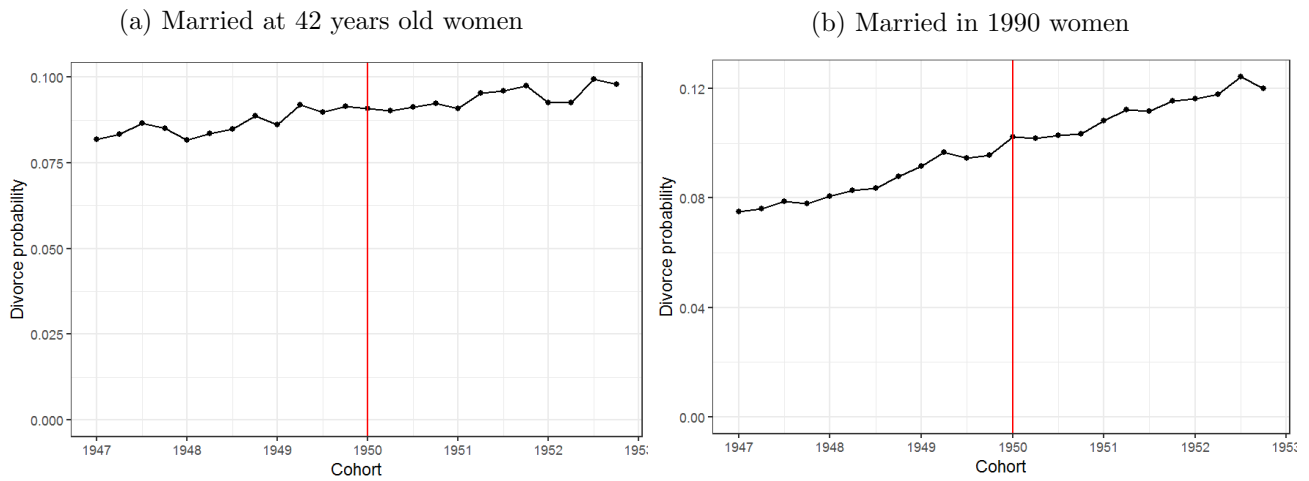 (a) Married at 42 years old women
0.100
0.075
0.050
0.025
0.000
Divorce probability
1947 1948 1949 1950 1951 1952 1953
Cohort
(b) Married in 1990 women
0.12
0.08
0.04
0.00
Divorce probability
1947 1948 1949 1950 1951 1952 1953
Cohort